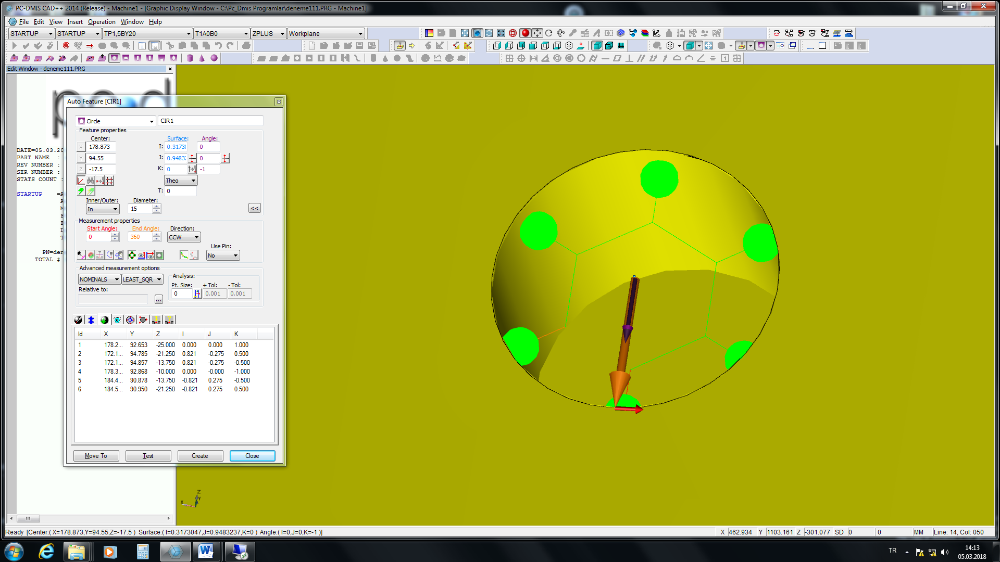 PC-DMIS CAD++ 2014 (Release) - Machine1 - [Graphic Display Window - C:\Pc_Dmis Programlar\deneme111.PRG - Machine1]
File Edit View Insert Operation Window Help
STARTUP STARTUP TP1,5BY20 T1A0B0 ZPLUS Workplane
Edit Window - deneme111.PRG
DATE=05.03.20
PART NAME :
REV NUMBER :
SER NUMBER :
STATS COUNT :
STARTUP =A
PN=den
TOTAL #
Auto Feature [CIR1]
Circle CIR1
Feature properties
Center: Surface: Angle:
X 178.873 I: 0.3173 0
Y 94.55 J: 0.9483 0
Z -17.5 K: 0 -1
Theo
T: 0
Inner/Outer: Diameter:
In 15 <<
Measurement properties
Start Angle: End Angle: Direction:
0 360 CCW
Use Pin:
No
Advanced measurement options
NOMINALS LEAST_SQR Analysis:
Relative to: Pt. Size: + Tol: - Tol:
0 0.001 0.001
...
Id X Y Z I J K
1 178.2... 92.653 -25.000 0.000 0.000 1.000
2 172.1... 94.785 -21.250 0.821 -0.275 0.500
3 172.1... 94.857 -13.750 0.821 -0.275 -0.500
4 178.3... 92.868 -10.000 0.000 -0.000 -1.000
5 184.4... 90.878 -13.750 -0.821 0.275 -0.500
6 184.5... 90.950 -21.250 -0.821 0.275 0.500
Move To Test Create Close
Z
X Y
Ready [Center:( X=178.873,Y=94.55,Z=-17.5 ) Surface:( I=0.3173047,J=0.9483237,K=0 ) Angle:( I=0,J=0,K=-1 )] X 462.934 Y 1103.161 Z -301.077 SD 0 0 MM Line: 14, Col: 050
TR 14:13
05.03.2018